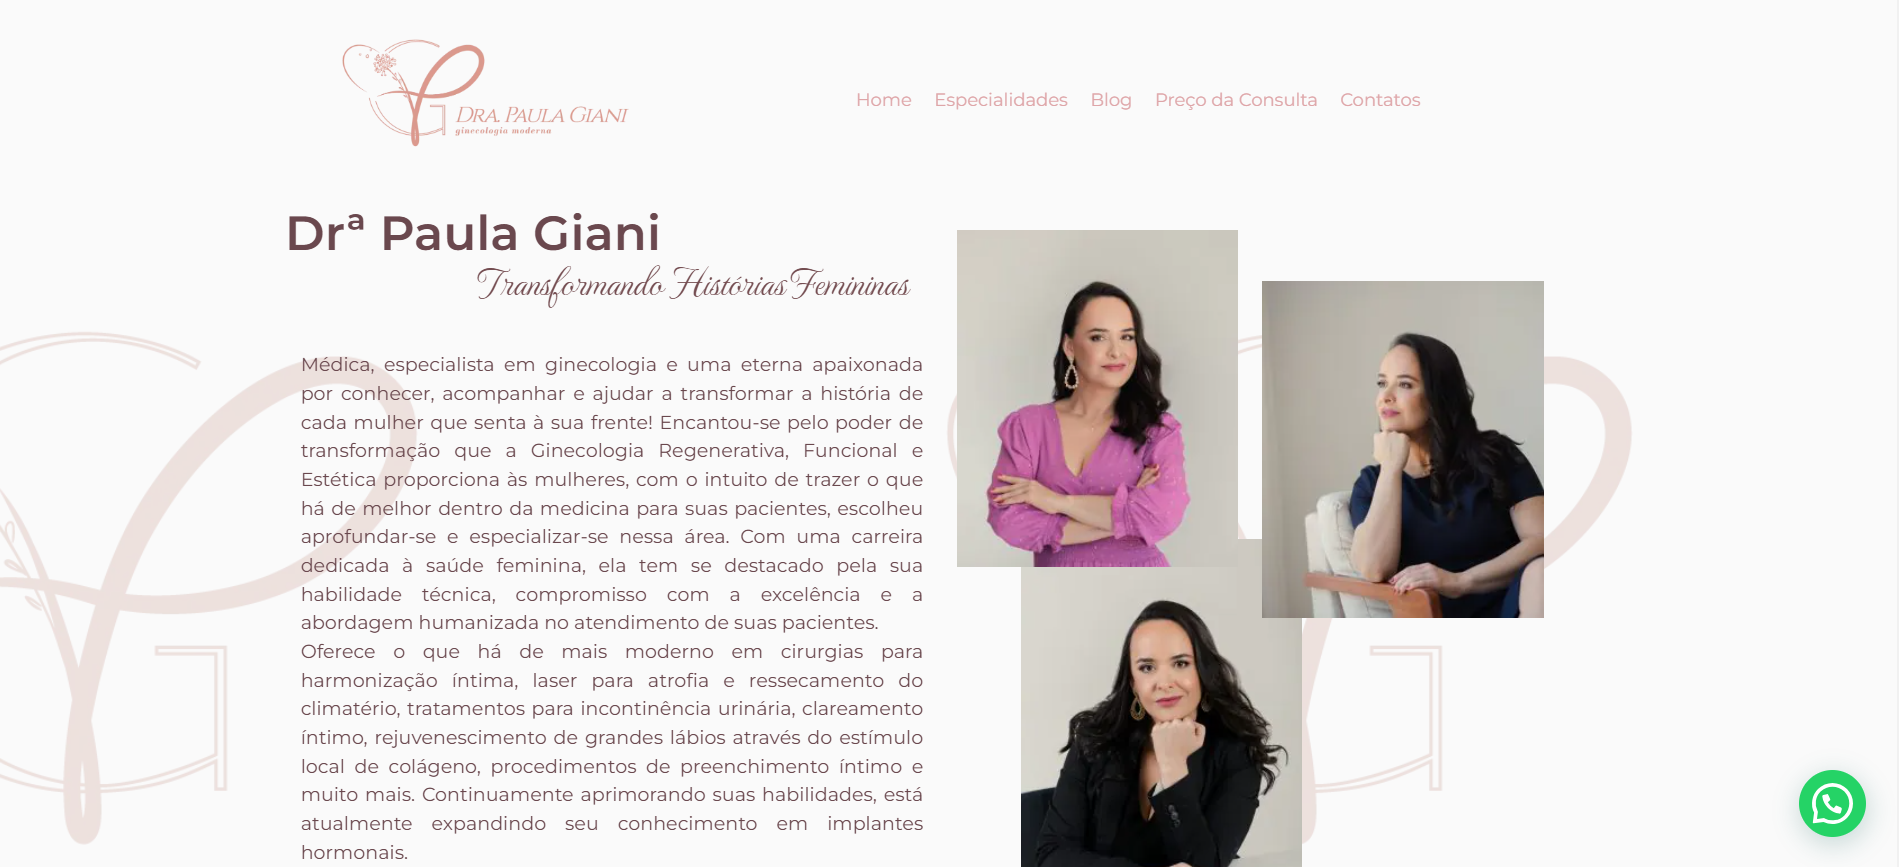 DRA. PAULA GIANI
ginecologia moderna
Home Especialidades Blog Preço da Consulta Contatos
Drª Paula Giani
Transformando Histórias Femininas
Médica, especialista em ginecologia e uma eterna apaixonada
por conhecer, acompanhar e ajudar a transformar a história de
cada mulher que senta à sua frente! Encantou-se pelo poder de
transformação que a Ginecologia Regenerativa, Funcional e
Estética proporciona às mulheres, com o intuito de trazer o que
há de melhor dentro da medicina para suas pacientes, escolheu
aprofundar-se e especializar-se nessa área. Com uma carreira
dedicada à saúde feminina, ela tem se destacado pela sua
habilidade técnica, compromisso com a excelência e a
abordagem humanizada no atendimento de suas pacientes.
Oferece o que há de mais moderno em cirurgias para
harmonização íntima, laser para atrofia e ressecamento do
climatério, tratamentos para incontinência urinária, clareamento
íntimo, rejuvenescimento de grandes lábios através do estímulo
local de colágeno, procedimentos de preenchimento íntimo e
muito mais. Continuamente aprimorando suas habilidades, está
atualmente expandindo seu conhecimento em implantes
hormonais.